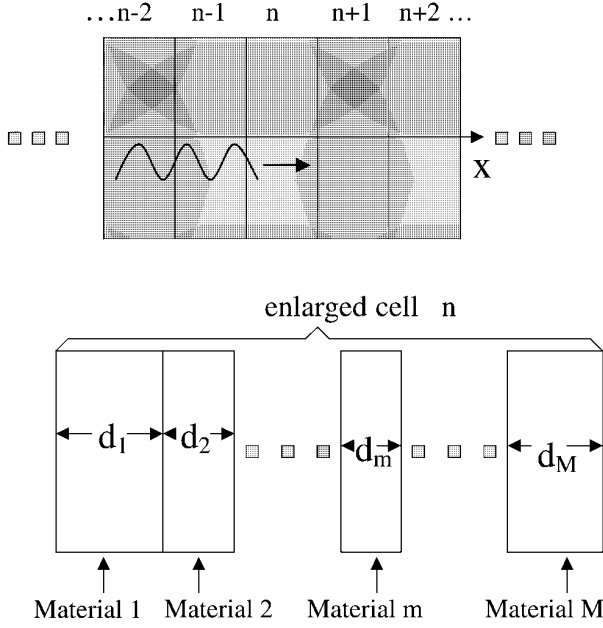 ...n-2 n-1 n n+1 n+2 ...
X
enlarged cell n
d1 d2 dm dM
Material 1 Material 2 Material m Material M